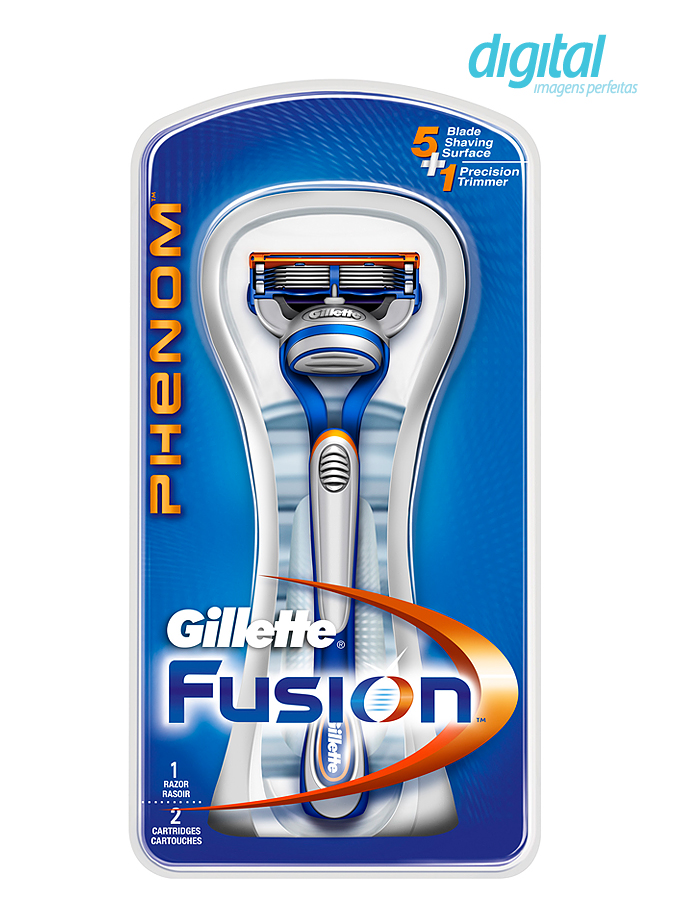 digital
imagens perfeitas
5 Blade
Shaving
Surface
+1 Precision
Trimmer
PHENOM™
Gillette
Gillette®
FUSION™
Gillette
1
RAZOR
RASOIR
2
CARTRIDGES
CARTOUCHES